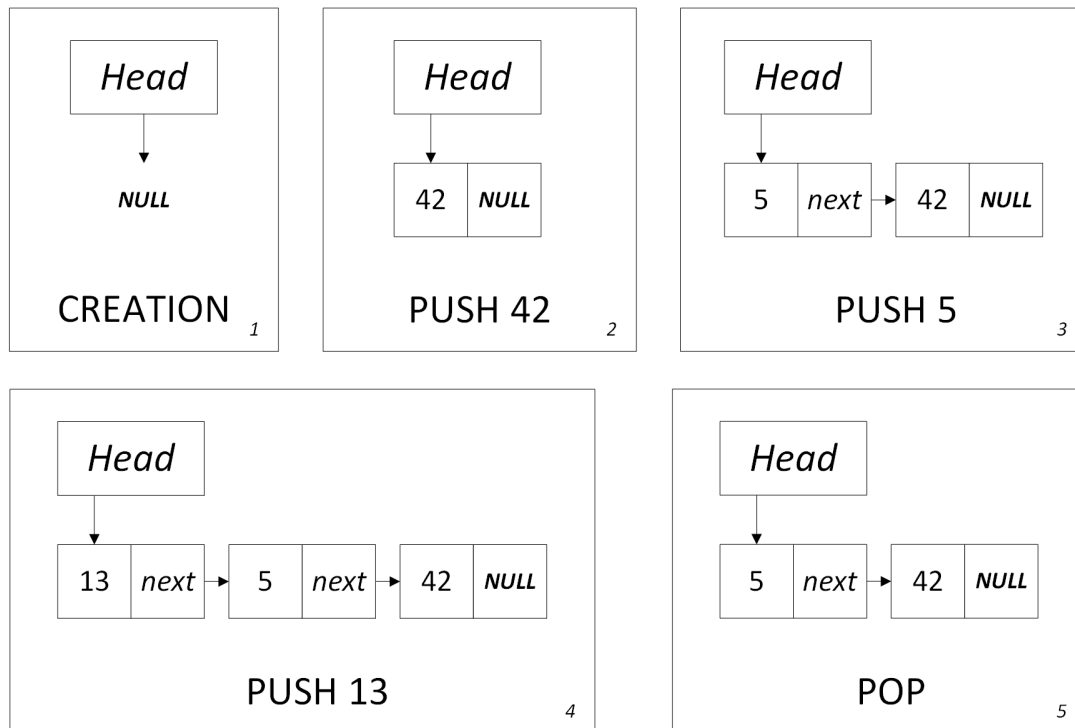 Head
NULL
CREATION
1
Head
42 NULL
PUSH 42
2
Head
5 next 42 NULL
PUSH 5
3
Head
13 next 5 next 42 NULL
PUSH 13
4
Head
5 next 42 NULL
POP
5